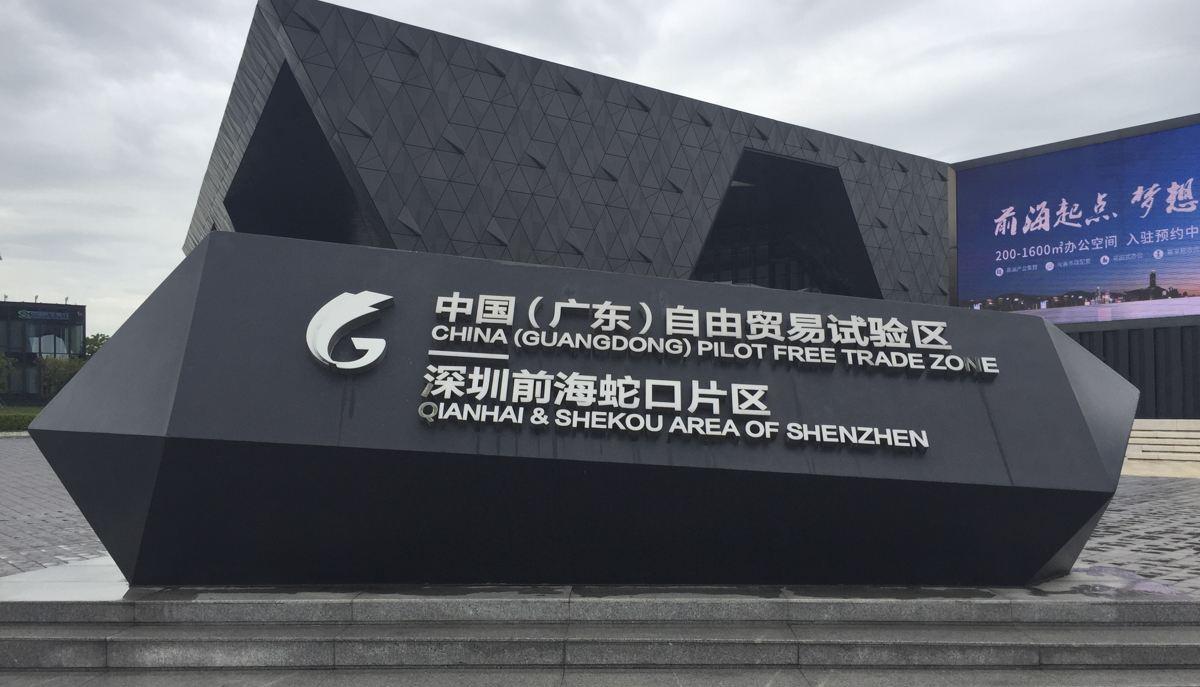 中国（广东）自由贸易试验区
CHINA (GUANGDONG) PILOT FREE TRADE ZONE
深圳前海蛇口片区
QIANHAI & SHEKOU AREA OF SHENZHEN
前海起点 梦想
200-1600㎡办公空间 入驻预约中